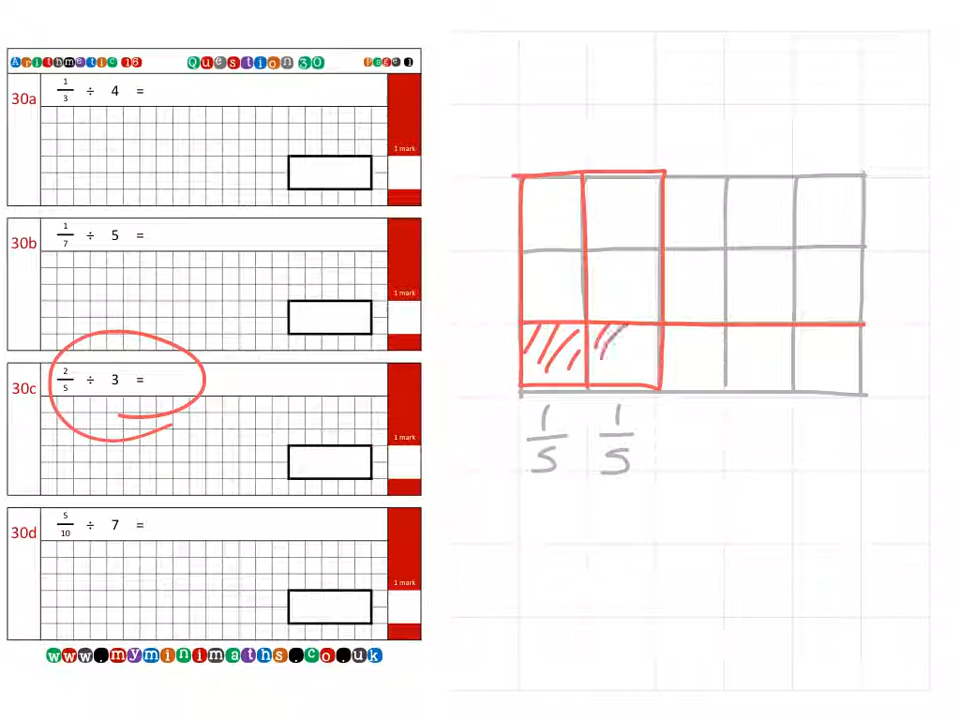 Arithmetic 16 Question 30 Page 1
30a 1/3 ÷ 4 =
1 mark
30b 1/7 ÷ 5 =
1 mark
30c 2/5 ÷ 3 =
1 mark
30d 5/10 ÷ 7 =
1 mark
www.myminimaths.co.uk
1/5 1/5